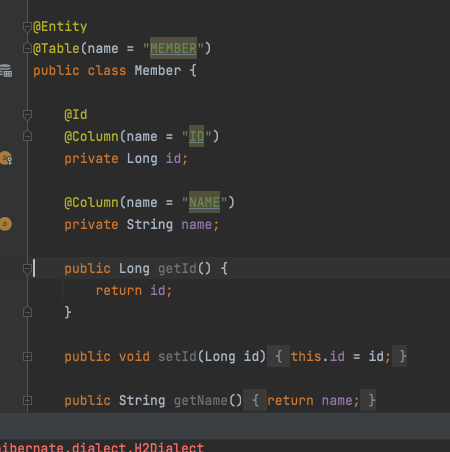 @Entity
@Table(name = "MEMBER")
public class Member {
@Id
@Column(name = "ID")
private Long id;
@Column(name = "NAME")
private String name;
public Long getId() {
return id;
}
public void setId(Long id) { this.id = id; }
public String getName() { return name; }
hibernate.dialect.H2Dialect